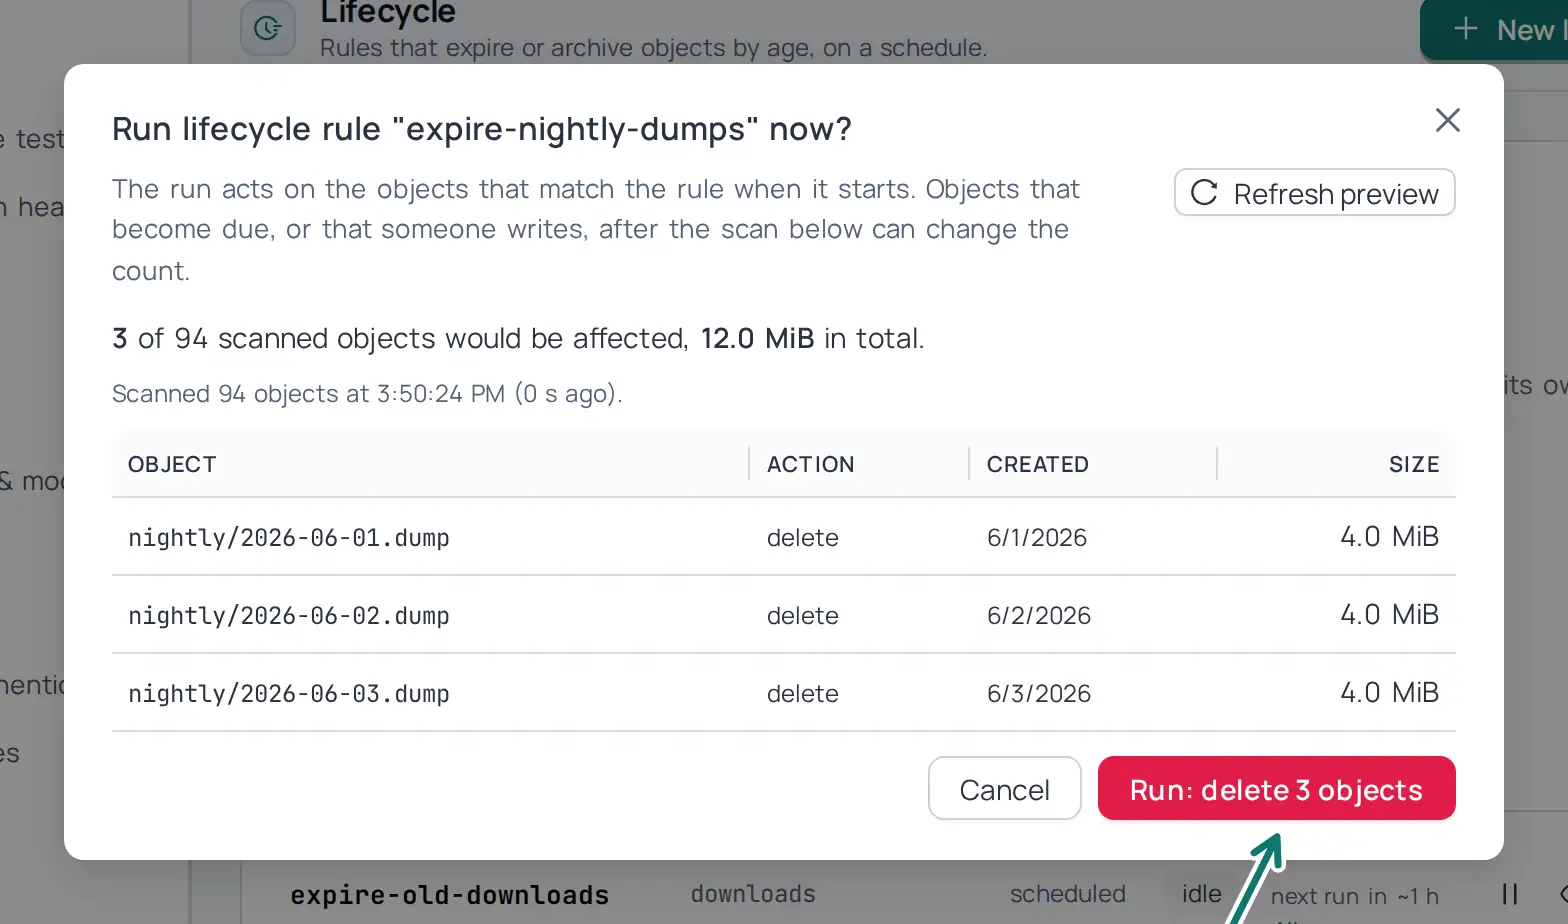 Lifecycle
Rules that expire or archive objects by age, on a schedule.
New
test
hea
Run lifecycle rule "expire-nightly-dumps" now?
The run acts on the objects that match the rule when it starts. Objects that
become due, or that someone writes, after the scan below can change the
count.
Refresh preview
3 of 94 scanned objects would be affected, 12.0 MiB in total.
Scanned 94 objects at 3:50:24 PM (0 s ago).
its
OBJECT ACTION CREATED SIZE
nightly/2026-06-01.dump delete 6/1/2026 4.0 MiB
nightly/2026-06-02.dump delete 6/2/2026 4.0 MiB
nightly/2026-06-03.dump delete 6/3/2026 4.0 MiB
Cancel
Run: delete 3 objects
expire-old-downloads downloads scheduled idle next run in ~1 h